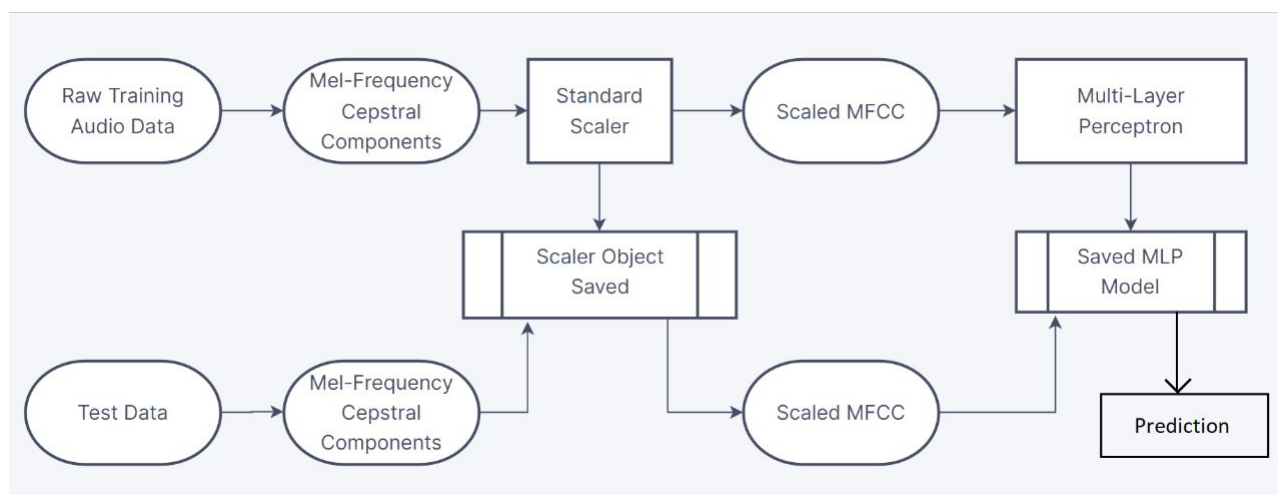 Raw Training
Audio Data
Mel-Frequency
Cepstral
Components
Standard
Scaler
Scaled MFCC
Multi-Layer
Perceptron
Scaler Object
Saved
Saved MLP
Model
Test Data
Mel-Frequency
Cepstral
Components
Scaled MFCC
Prediction